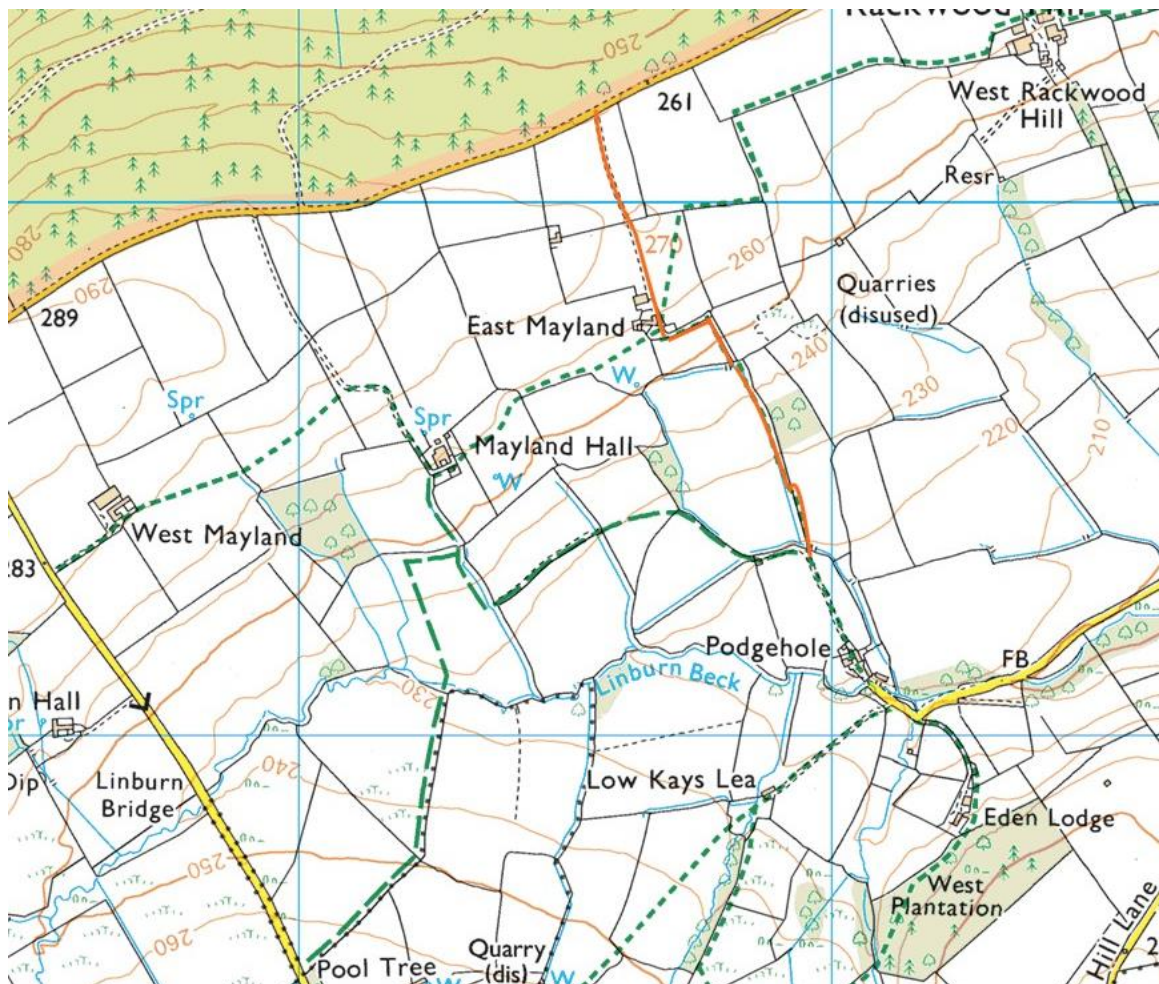 250
261
West Rackwood
Hill
Resr
280
290
270
260
289
Quarries
(disused)
East Mayland
240
W
230
Spr
Spr
220
210
Mayland Hall
W
West Mayland
Podgehole
FB
Linburn Beck
230
n Hall
Linburn
Bridge
240
Low Kays Lea
Eden Lodge
250
West
Plantation
260
Quarry
(dis)
Pool Tree
W
W
Hill Lane
2